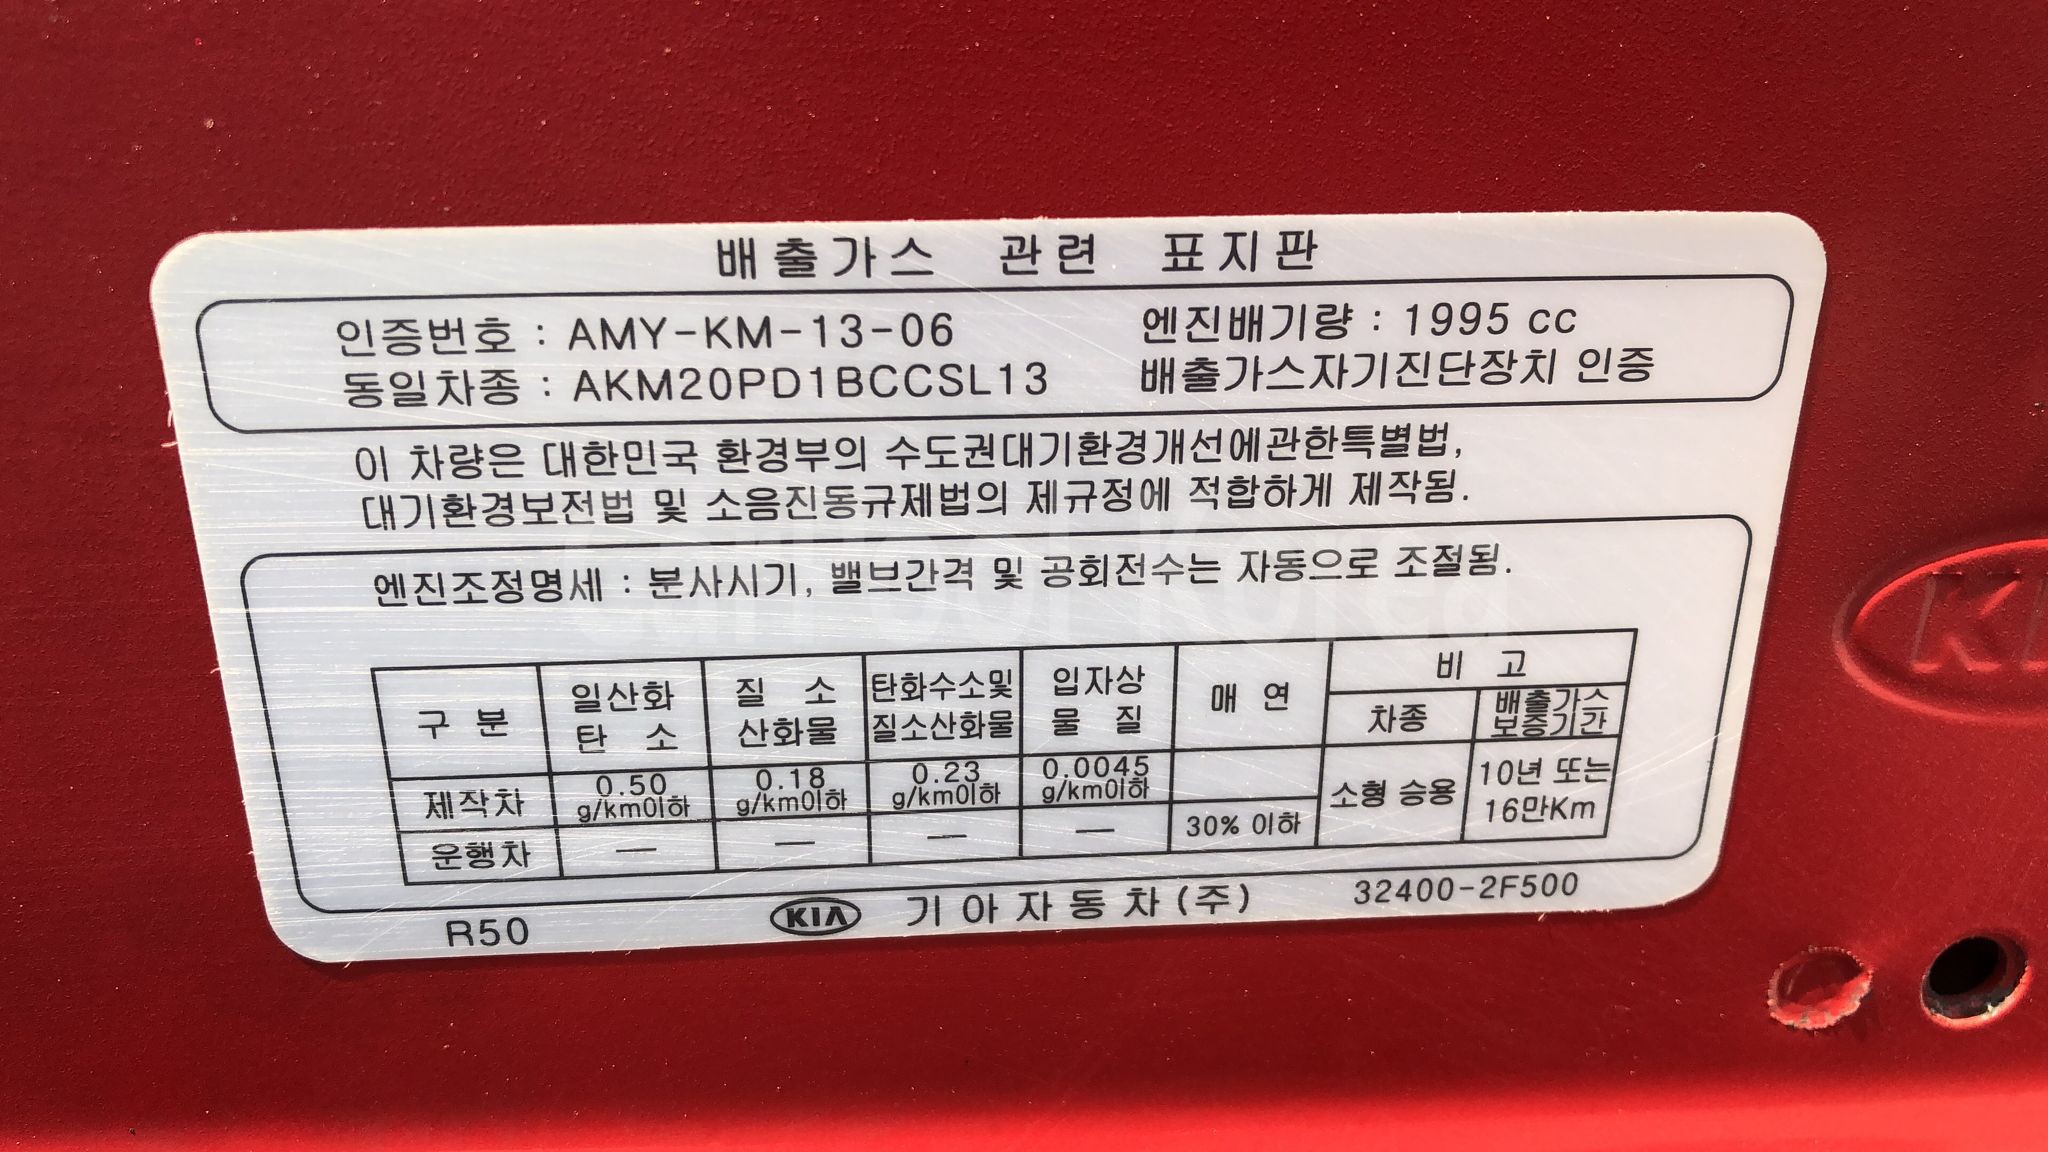 배출가스 관련 표지판
인증번호 : AMY-KM-13-06 엔진배기량 : 1995 cc
동일차종 : AKM20PD1BCCSL13 배출가스자기진단장치 인증
이 차량은 대한민국 환경부의 수도권대기환경개선에관한특별법,
대기환경보전법 및 소음진동규제법의 제규정에 적합하게 제작됨.
엔진조정명세 : 분사시기, 밸브간격 및 공회전수는 자동으로 조절됨.
구 분 일산화 탄 소 질 소 산화물 탄화수소및 질소산화물 입자상 물 질 매 연 비 고
차종 배출가스 보증기간
제작차 0.50 g/km이하 0.18 g/km이하 0.23 g/km이하 0.0045 g/km이하 소형 승용 10년 또는 16만Km
운행차 — — — — 30% 이하
R50 KIA 기아자동차(주) 32400-2F500
Carpool Korea